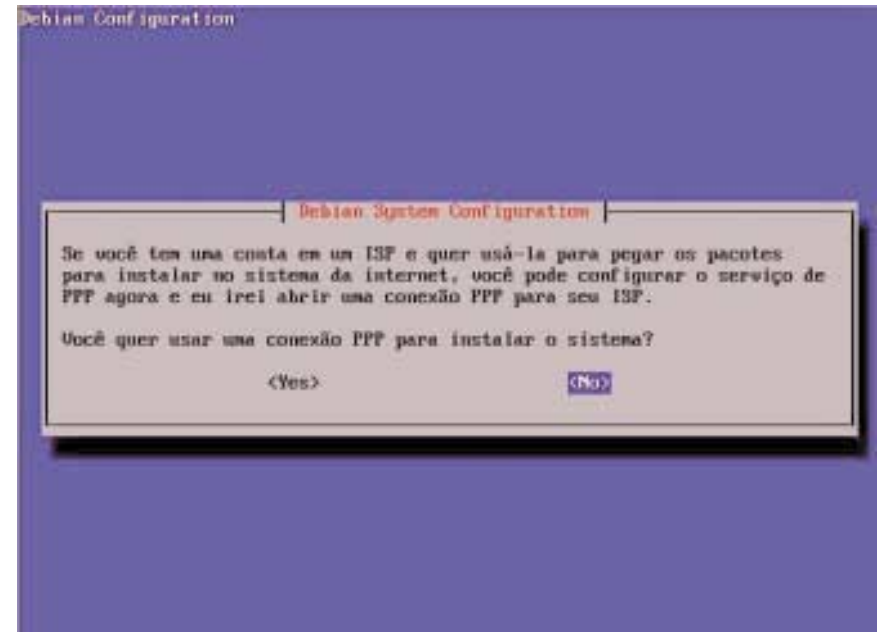 Debian Configuration
Debian System Configuration
Se você tem uma conta em um ISP e quer usá-la para pegar os pacotes
para instalar no sistema da internet, você pode configurar o serviço de
PPP agora e eu irei abrir uma conexão PPP para seu ISP.
Você quer usar uma conexão PPP para instalar o sistema?
<Yes> <No>